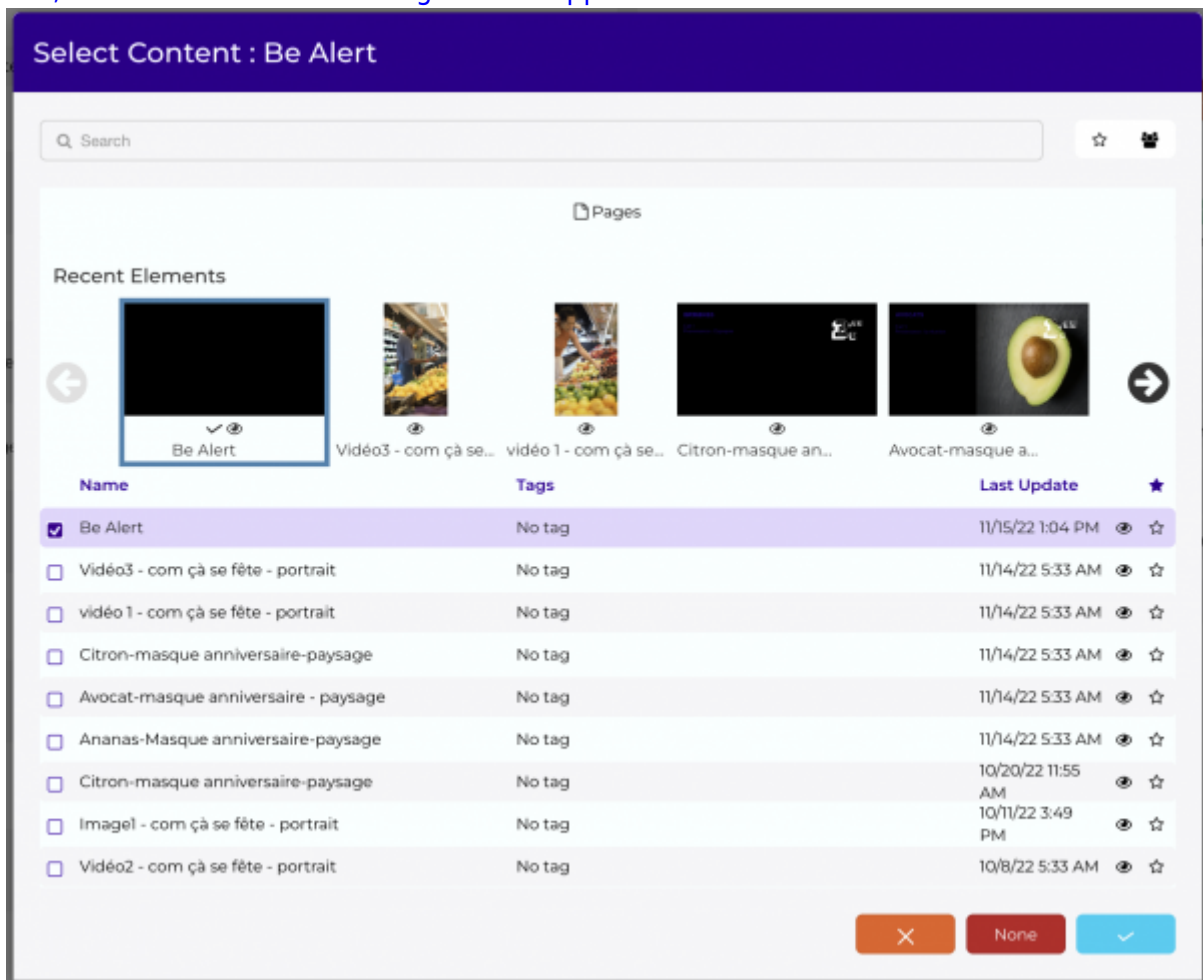 Select Content : Be Alert
Search
Pages
Recent Elements
Be Alert
Vidéo3 - com çà se...
vidéo 1 - com çà se...
Citron-masque an...
Avocat-masque a...
Name Tags Last Update
Be Alert No tag 11/15/22 1:04 PM
Vidéo3 - com çà se fête - portrait No tag 11/14/22 5:33 AM
vidéo 1 - com çà se fête - portrait No tag 11/14/22 5:33 AM
Citron-masque anniversaire-paysage No tag 11/14/22 5:33 AM
Avocat-masque anniversaire - paysage No tag 11/14/22 5:33 AM
Ananas-Masque anniversaire-paysage No tag 11/14/22 5:33 AM
Citron-masque anniversaire-paysage No tag 10/20/22 11:55 AM
Image1 - com çà se fête - portrait No tag 10/11/22 3:49 PM
Vidéo2 - com çà se fête - portrait No tag 10/8/22 5:33 AM
None